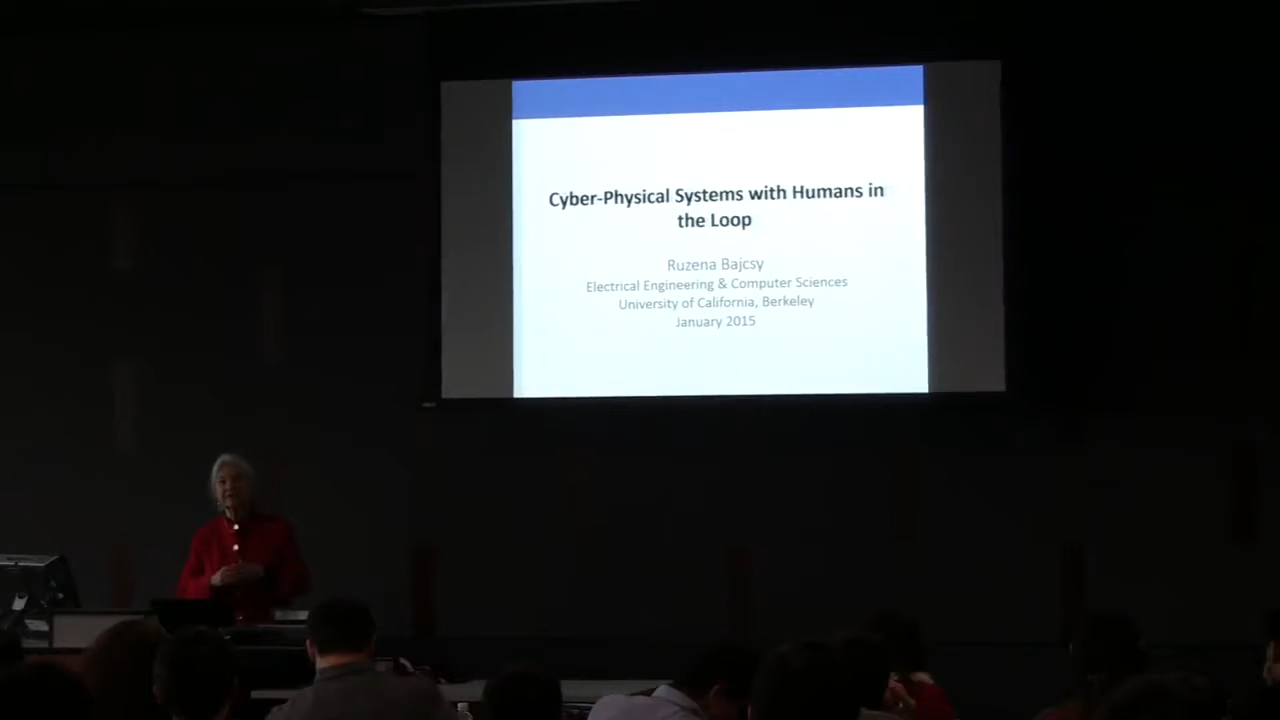 Cyber-Physical Systems with Humans in
the Loop
Ruzena Bajcsy
Electrical Engineering & Computer Sciences
University of California, Berkeley
January 2015